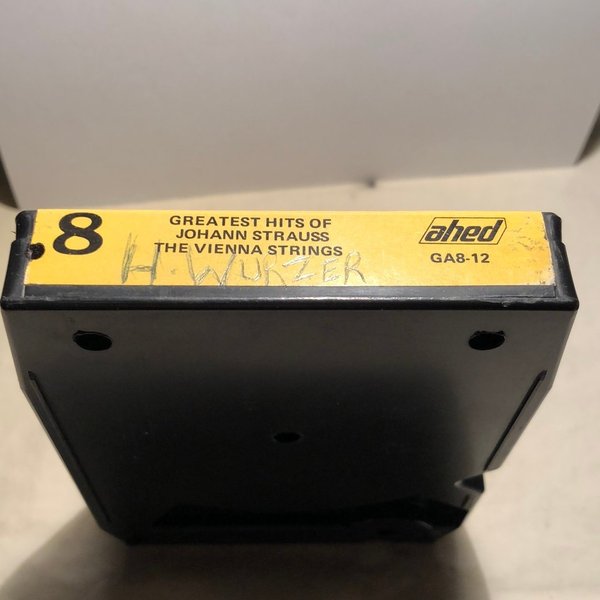 8
GREATEST HITS OF
JOHANN STRAUSS
THE VIENNA STRINGS
H. WURZER
ahed
GA8-12